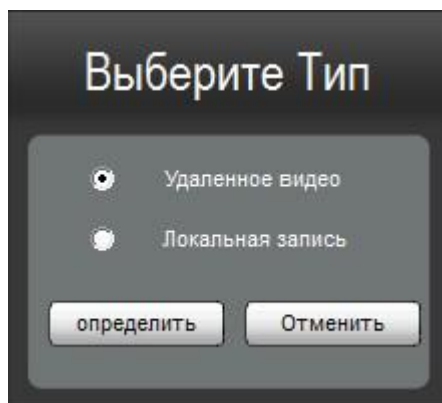 Выберите Тип
Удаленное видео
Локальная запись
определить Отменить